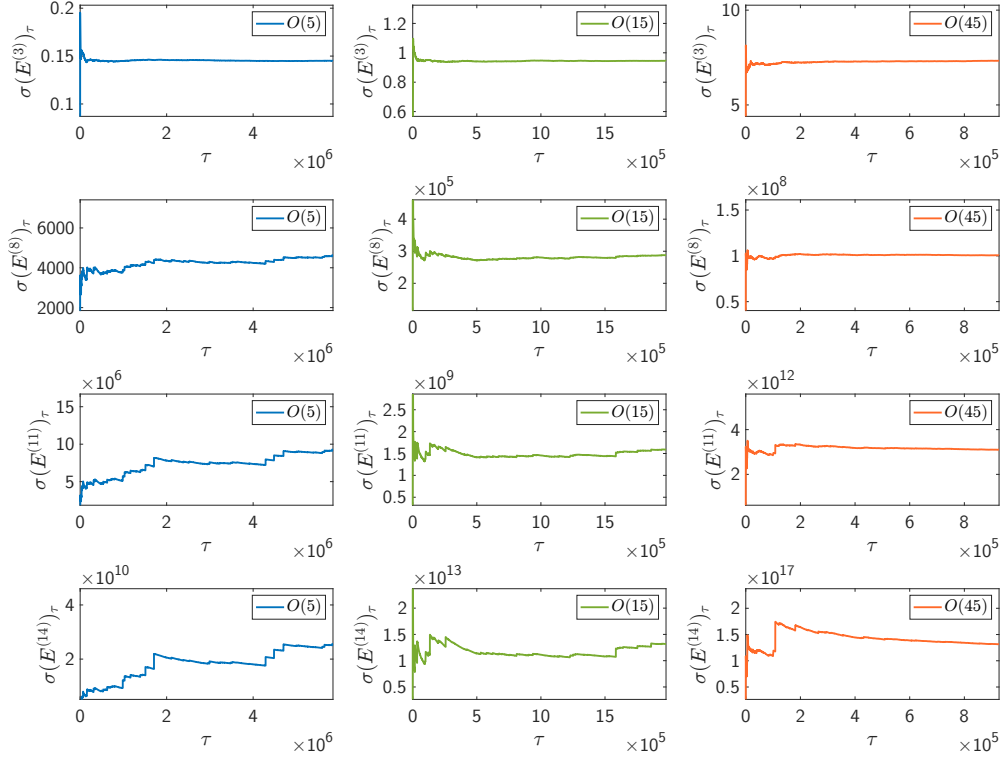 σ(E^(3))_τ
0.2
0.15
0.1
O(5)
0 2 4
τ ×10^6
σ(E^(3))_τ
1.2
1
0.8
0.6
O(15)
0 5 10 15
τ ×10^5
σ(E^(3))_τ
10
5
O(45)
0 2 4 6 8
τ ×10^5
σ(E^(8))_τ
6000
4000
2000
O(5)
0 2 4
τ ×10^6
×10^5
σ(E^(8))_τ
4
3
2
O(15)
0 5 10 15
τ ×10^5
×10^8
σ(E^(8))_τ
1.5
1
0.5
O(45)
0 2 4 6 8
τ ×10^5
×10^6
σ(E^(11))_τ
15
10
5
O(5)
0 2 4
τ ×10^6
×10^9
σ(E^(11))_τ
2.5
2
1.5
1
0.5
O(15)
0 5 10 15
τ ×10^5
×10^12
σ(E^(11))_τ
4
2
O(45)
0 2 4 6 8
τ ×10^5
×10^10
σ(E^(14))_τ
4
2
O(5)
0 2 4
τ ×10^6
×10^13
σ(E^(14))_τ
2
1.5
1
0.5
O(15)
0 5 10 15
τ ×10^5
×10^17
σ(E^(14))_τ
2
1.5
1
0.5
O(45)
0 2 4 6 8
τ ×10^5